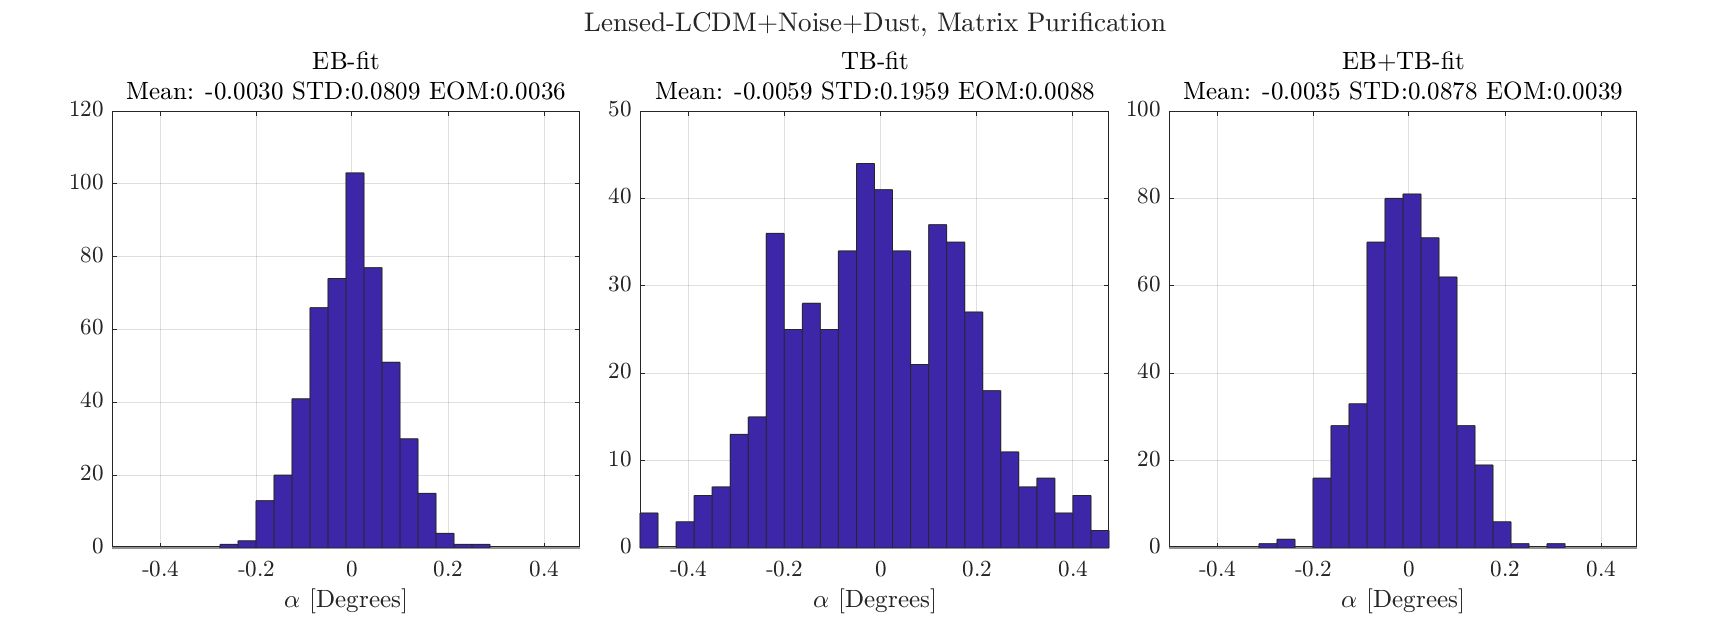 Lensed-LCDM+Noise+Dust, Matrix Purification
EB-fit
Mean: -0.0030 STD:0.0809 EOM:0.0036
120
100
80
60
40
20
0
-0.4 -0.2 0 0.2 0.4
α [Degrees]
TB-fit
Mean: -0.0059 STD:0.1959 EOM:0.0088
50
40
30
20
10
0
-0.4 -0.2 0 0.2 0.4
α [Degrees]
EB+TB-fit
Mean: -0.0035 STD:0.0878 EOM:0.0039
100
80
60
40
20
0
-0.4 -0.2 0 0.2 0.4
α [Degrees]